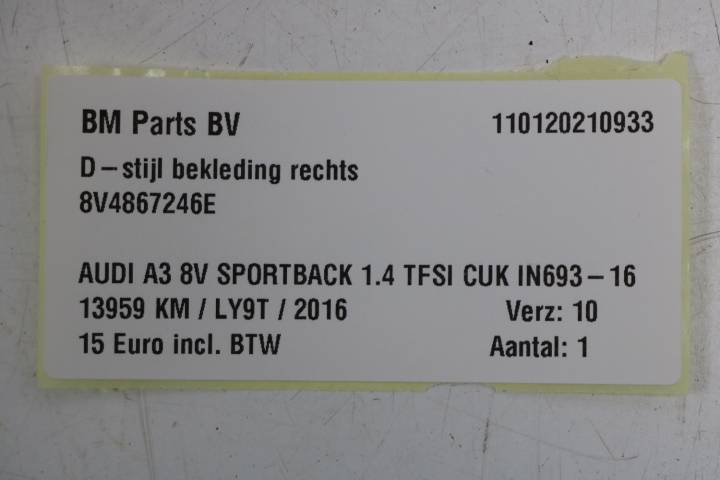 BM Parts BV 110120210933
D-stijl bekleding rechts
8V4867246E
AUDI A3 8V SPORTBACK 1.4 TFSI CUK IN693-16
13959 KM / LY9T / 2016 Verz: 10
15 Euro incl. BTW Aantal: 1